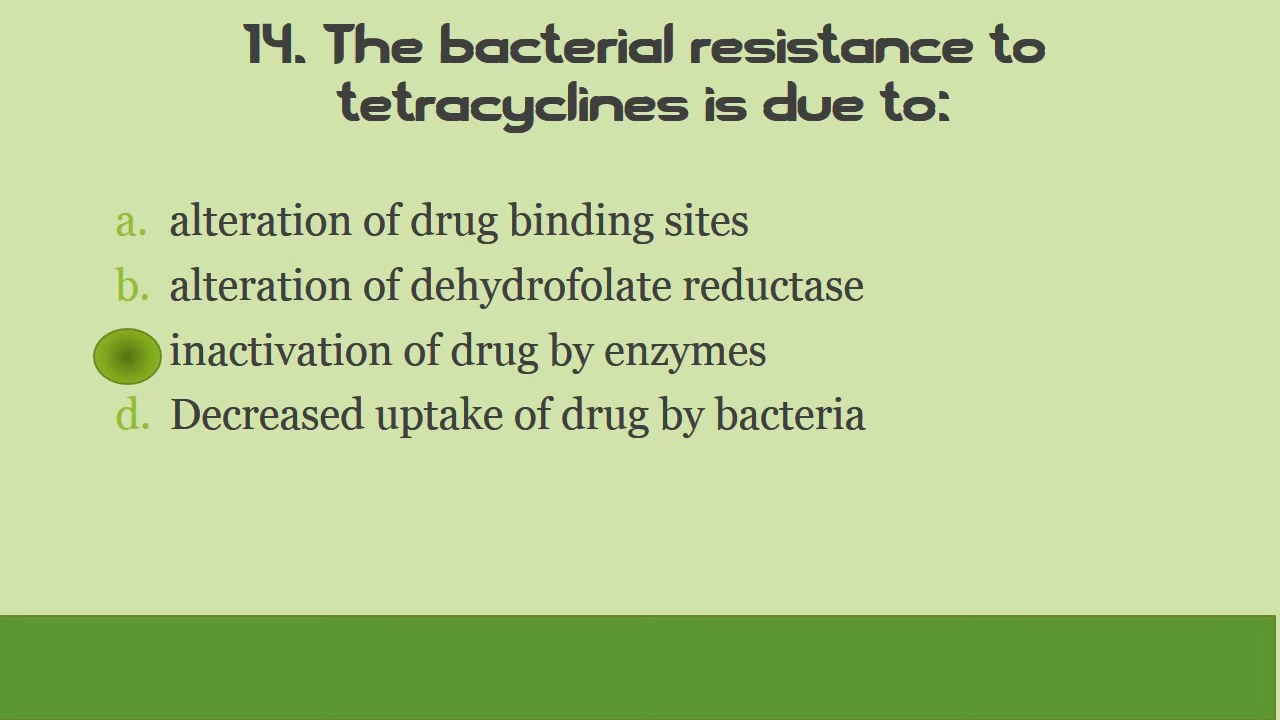 14. The bacterial resistance to
tetracyclines is due to:
a. alteration of drug binding sites
b. alteration of dehydrofolate reductase
inactivation of drug by enzymes
d. Decreased uptake of drug by bacteria